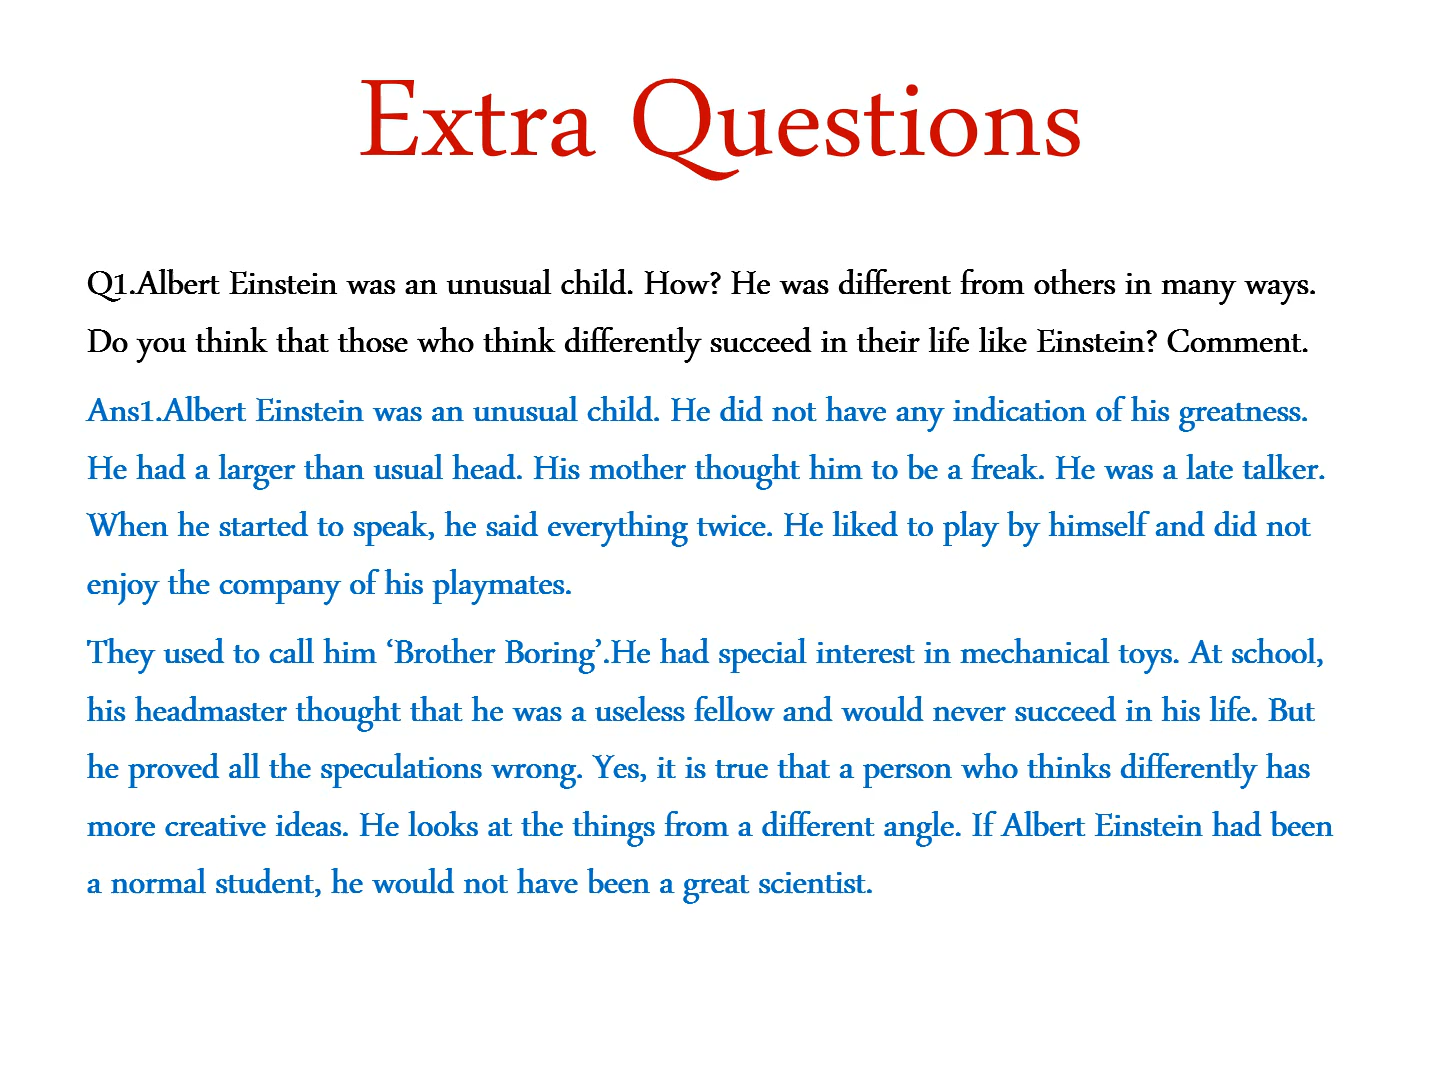 Extra Questions
Q1.Albert Einstein was an unusual child. How? He was different from others in many ways.
Do you think that those who think differently succeed in their life like Einstein? Comment.
Ans1.Albert Einstein was an unusual child. He did not have any indication of his greatness.
He had a larger than usual head. His mother thought him to be a freak. He was a late talker.
When he started to speak, he said everything twice. He liked to play by himself and did not
enjoy the company of his playmates.
They used to call him ‘Brother Boring’.He had special interest in mechanical toys. At school,
his headmaster thought that he was a useless fellow and would never succeed in his life. But
he proved all the speculations wrong. Yes, it is true that a person who thinks differently has
more creative ideas. He looks at the things from a different angle. If Albert Einstein had been
a normal student, he would not have been a great scientist.